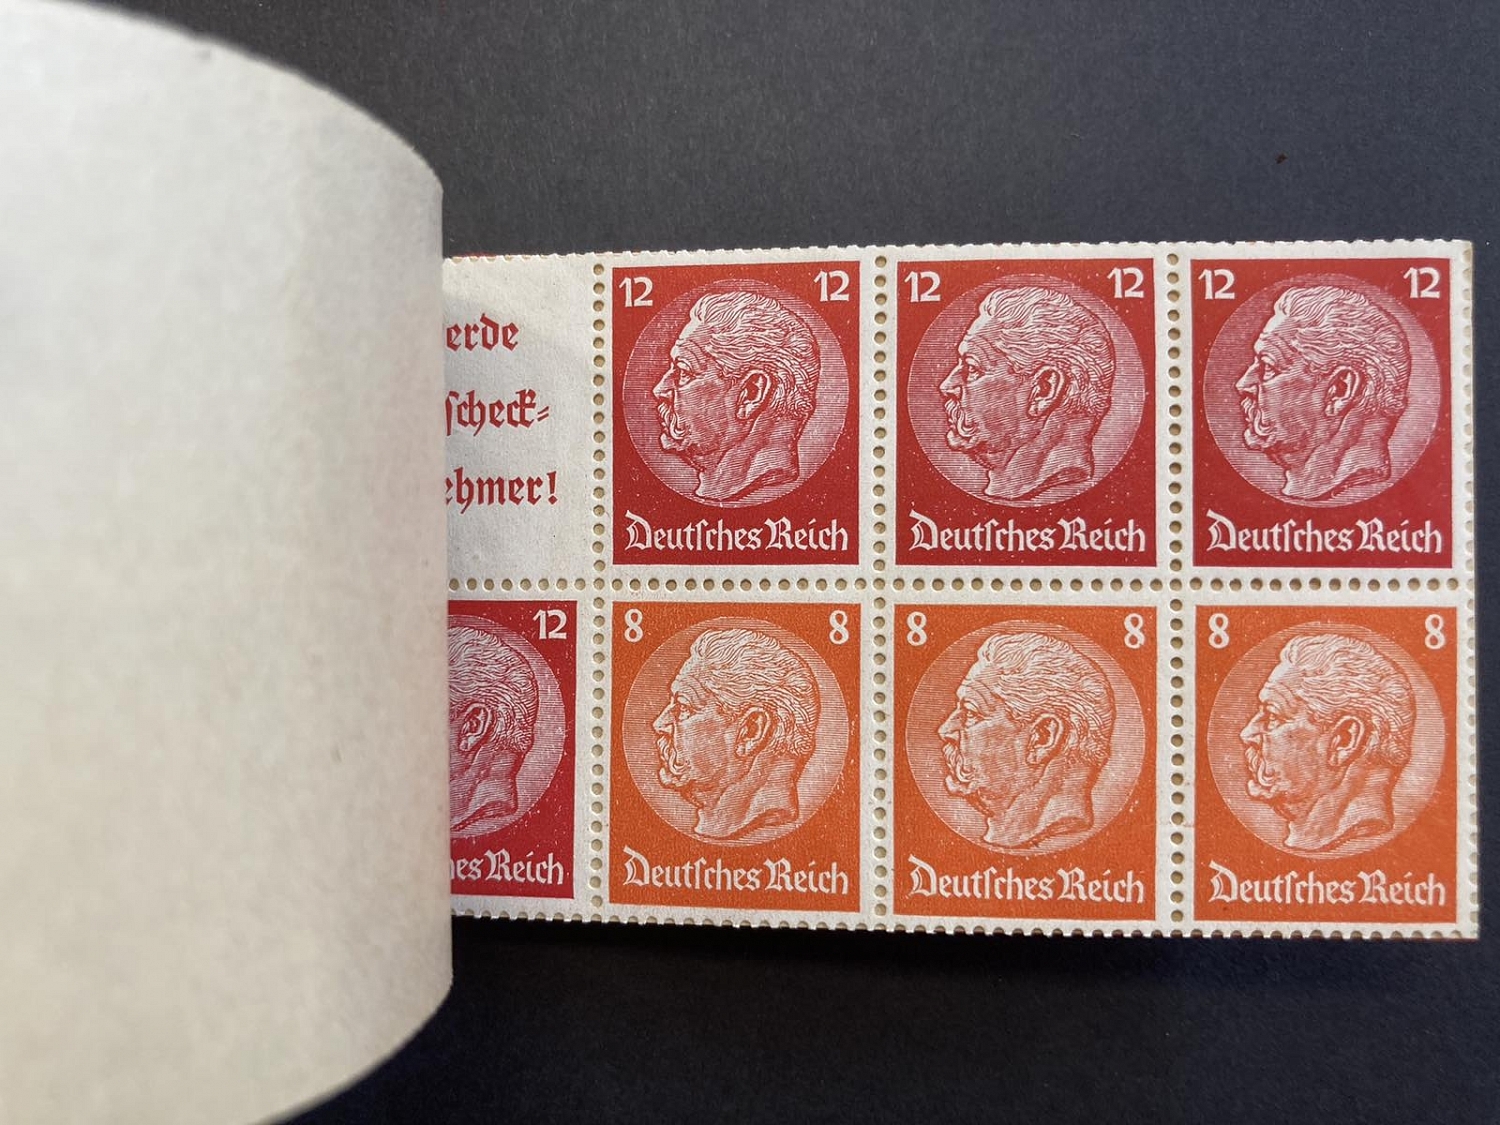 erde
scheck=
ehmer!
12 12
Deutsches Reich
12 12
Deutsches Reich
12 12
Deutsches Reich
12
es Reich
8 8
Deutsches Reich
8 8
Deutsches Reich
8 8
Deutsches Reich